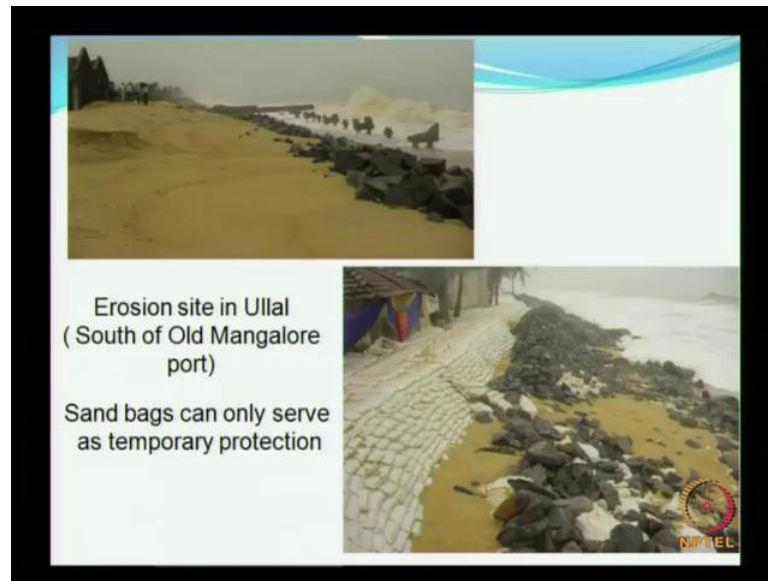 Erosion site in Ullal
( South of Old Mangalore
port)
Sand bags can only serve
as temporary protection
NPTEL